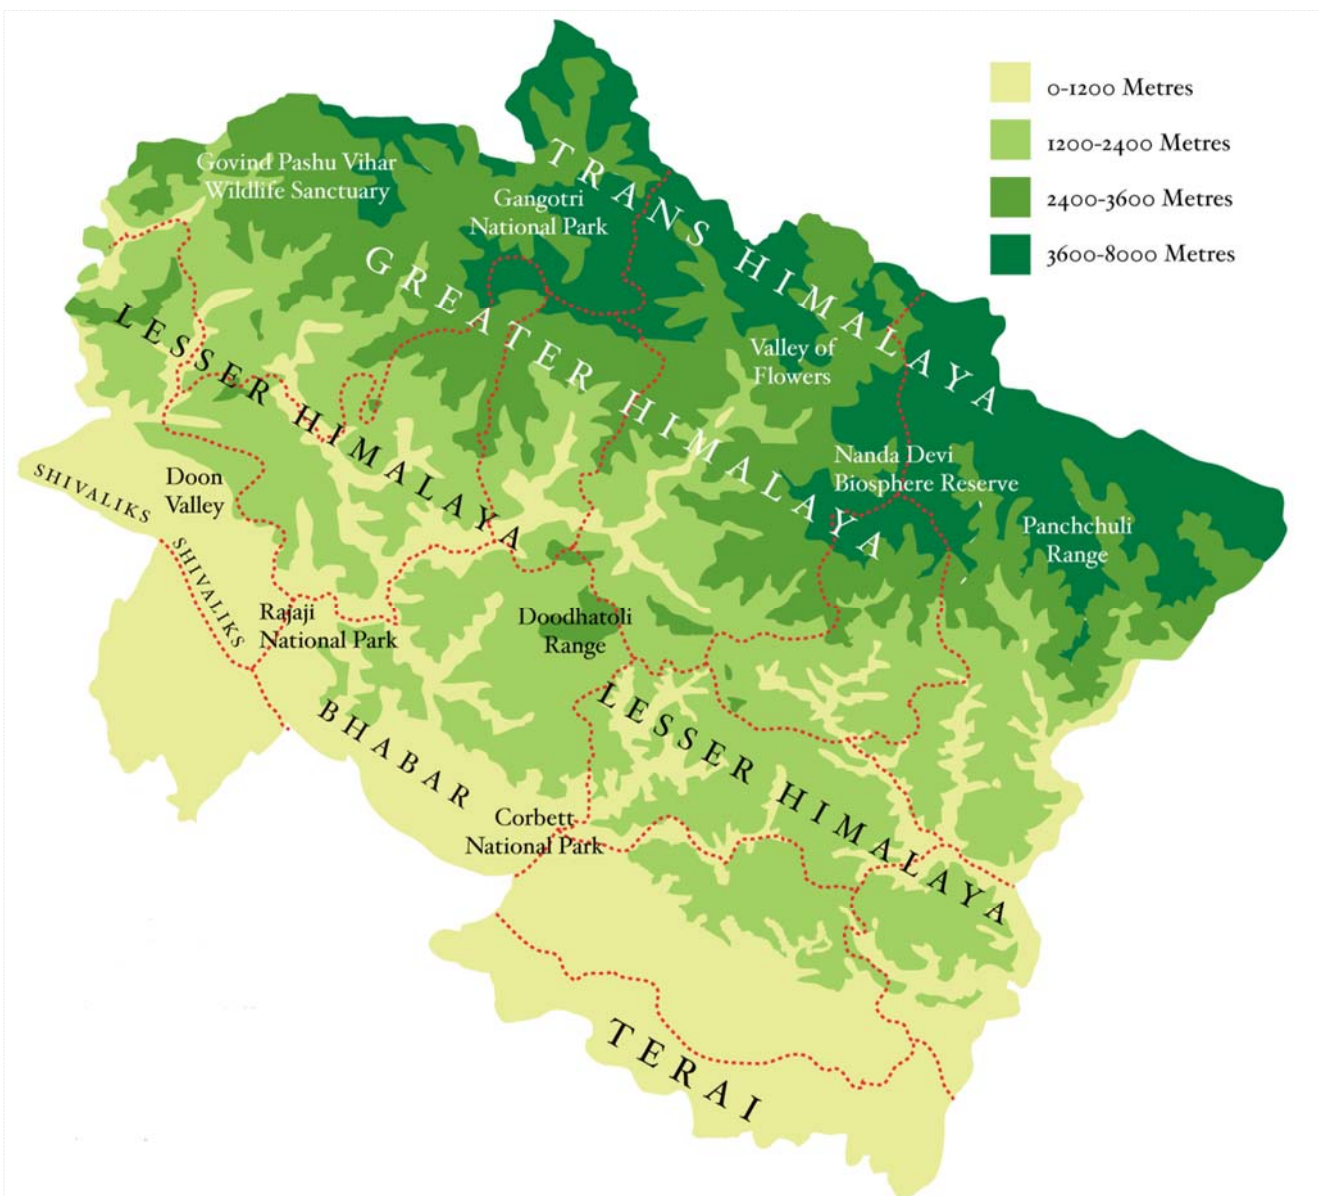 0-1200 Metres
1200-2400 Metres
2400-3600 Metres
3600-8000 Metres
Govind Pashu Vihar
Wildlife Sanctuary
TRANS HIMALAYA
Gangotri
National Park
GREATER HIMALAYA
Valley of
Flowers
LESSER HIMALAYA
Nanda Devi
Biosphere Reserve
SHIVALIKS
Doon
Valley
Panchchuli
Range
SHIVALIKS
Rajaji
National Park
Doodhatoli
Range
LESSER HIMALAYA
BHABAR
Corbett
National Park
TERAI